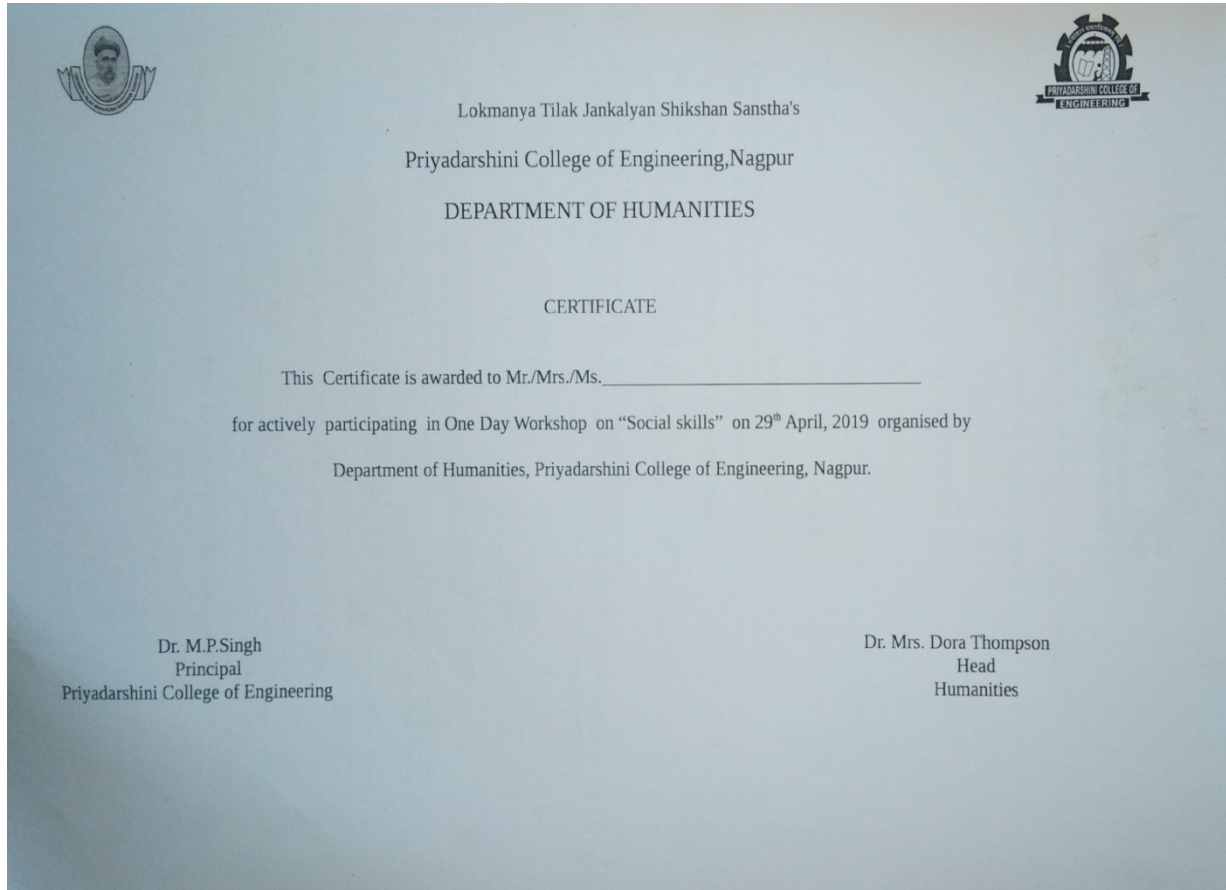 Lokmanya Tilak Jankalyan Shikshan Sanstha's
PRIYADARSHINI COLLEGE OF
ENGINEERING
Priyadarshini College of Engineering,Nagpur
DEPARTMENT OF HUMANITIES
CERTIFICATE
This Certificate is awarded to Mr./Mrs./Ms.
for actively participating in One Day Workshop on “Social skills” on 29th April, 2019 organised by
Department of Humanities, Priyadarshini College of Engineering, Nagpur.
Dr. M.P.Singh
Principal
Priyadarshini College of Engineering
Dr. Mrs. Dora Thompson
Head
Humanities